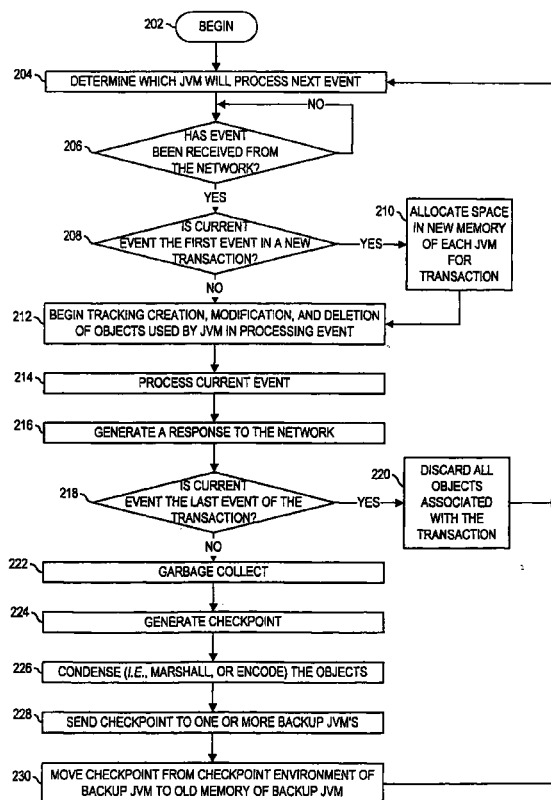 202
BEGIN
204
DETERMINE WHICH JVM WILL PROCESS NEXT EVENT
NO
206
HAS EVENT
BEEN RECEIVED FROM
THE NETWORK?
YES
208
IS CURRENT
EVENT THE FIRST EVENT IN A NEW
TRANSACTION?
YES
210
ALLOCATE SPACE
IN NEW MEMORY
OF EACH JVM
FOR
TRANSACTION
NO
212
BEGIN TRACKING CREATION, MODIFICATION, AND DELETION
OF OBJECTS USED BY JVM IN PROCESSING EVENT
214
PROCESS CURRENT EVENT
216
GENERATE A RESPONSE TO THE NETWORK
218
IS CURRENT
EVENT THE LAST EVENT OF THE
TRANSACTION?
YES
220
DISCARD ALL
OBJECTS
ASSOCIATED
WITH THE
TRANSACTION
NO
222
GARBAGE COLLECT
224
GENERATE CHECKPOINT
226
CONDENSE (I.E., MARSHALL, OR ENCODE) THE OBJECTS
228
SEND CHECKPOINT TO ONE OR MORE BACKUP JVM'S
230
MOVE CHECKPOINT FROM CHECKPOINT ENVIRONMENT OF
BACKUP JVM TO OLD MEMORY OF BACKUP JVM